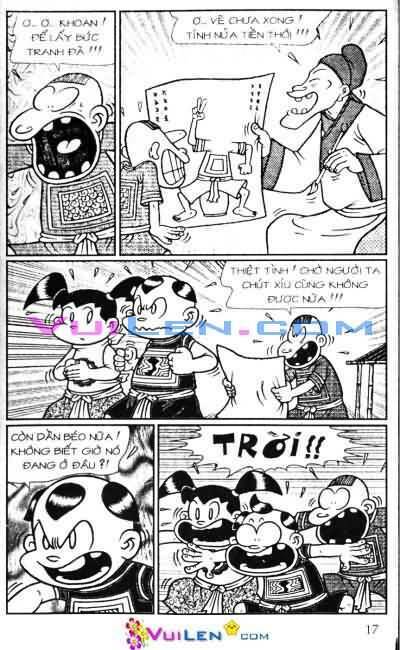 Ơ.. Ơ.. KHOAN!
ĐỂ LẤY BỨC
TRANH ĐÃ!!!
Ơ.. VẼ CHƯA XONG!
TÍNH NỬA TIỀN THÔI!!!
THIỆT TÌNH! CHỜ NGƯỜI TA
CHÚT XÍU CŨNG KHÔNG
ĐƯỢC NỮA!!!
VUILEN.COM
CÒN DẦN BÉO NỮA!
KHÔNG BIẾT GIỜ NÓ
ĐANG Ở ĐÂU?!
TRỜI!!
17
VUILEN.COM